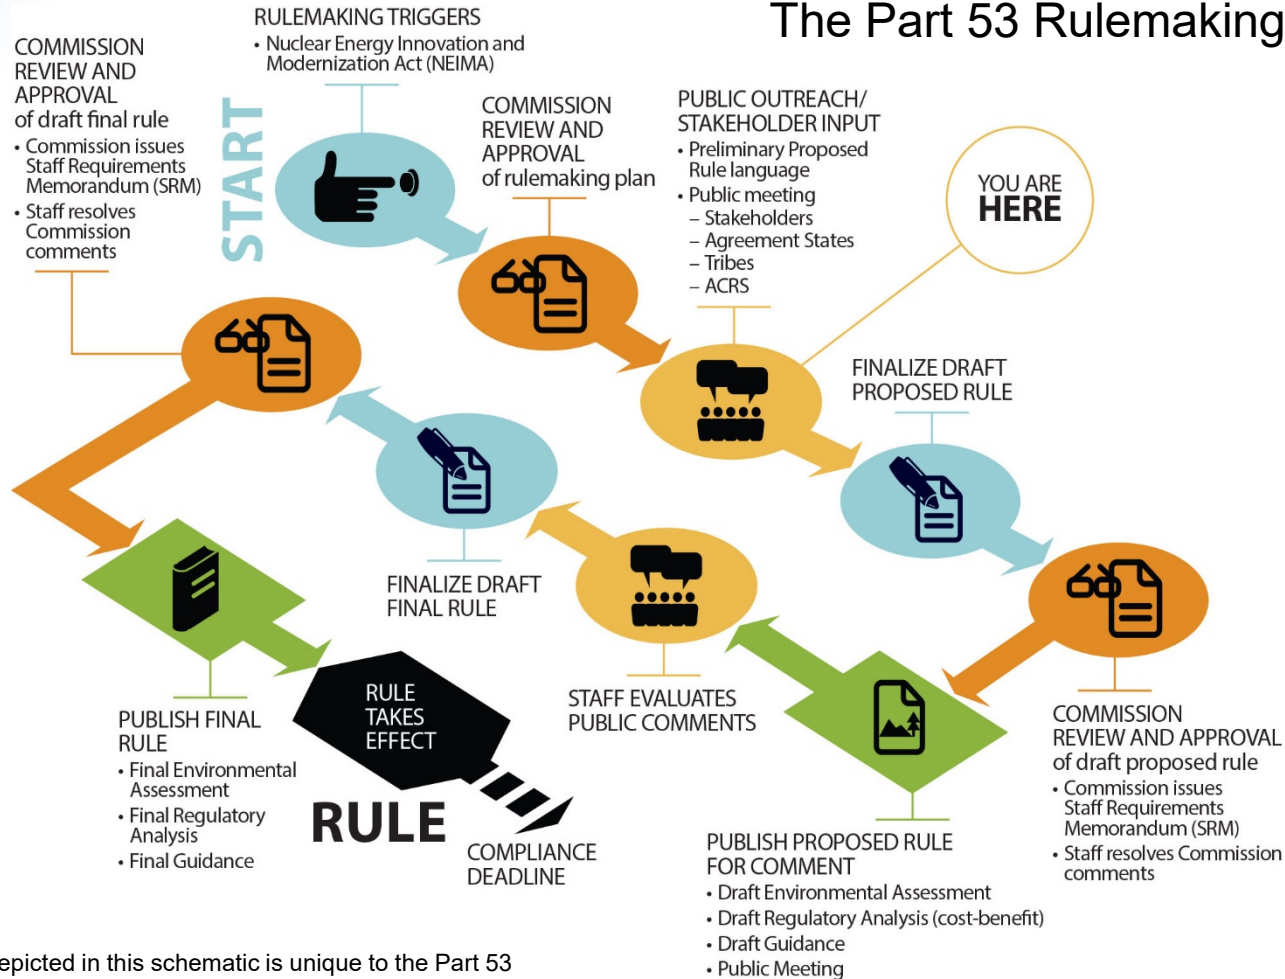 The Part 53 Rulemaking
RULEMAKING TRIGGERS
• Nuclear Energy Innovation and
Modernization Act (NEIMA)
START
COMMISSION
REVIEW AND
APPROVAL
of rulemaking plan
PUBLIC OUTREACH/
STAKEHOLDER INPUT
• Preliminary Proposed
Rule language
• Public meeting
– Stakeholders
– Agreement States
– Tribes
– ACRS
YOU ARE
HERE
FINALIZE DRAFT
PROPOSED RULE
COMMISSION
REVIEW AND APPROVAL
of draft proposed rule
• Commission issues
Staff Requirements
Memorandum (SRM)
• Staff resolves Commission
comments
PUBLISH PROPOSED RULE
FOR COMMENT
• Draft Environmental Assessment
• Draft Regulatory Analysis (cost-benefit)
• Draft Guidance
• Public Meeting
STAFF EVALUATES
PUBLIC COMMENTS
FINALIZE DRAFT
FINAL RULE
COMMISSION
REVIEW AND
APPROVAL
of draft final rule
• Commission issues
Staff Requirements
Memorandum (SRM)
• Staff resolves
Commission
comments
PUBLISH FINAL
RULE
• Final Environmental
Assessment
• Final Regulatory
Analysis
• Final Guidance
RULE
TAKES
EFFECT
RULE
COMPLIANCE
DEADLINE
epicted in this schematic is unique to the Part 53